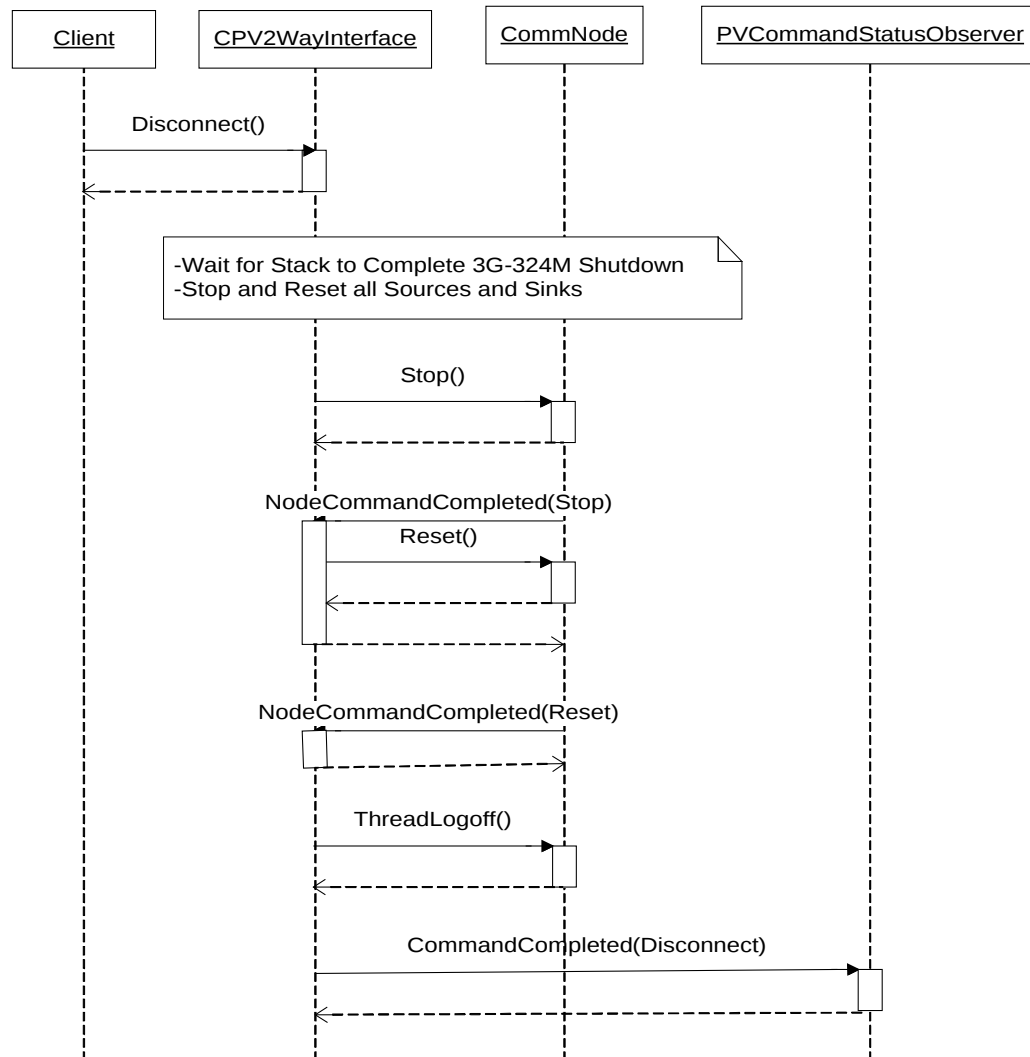 Client
CPV2WayInterface
CommNode
PVCommandStatusObserver
Disconnect()
-Wait for Stack to Complete 3G-324M Shutdown
-Stop and Reset all Sources and Sinks
Stop()
NodeCommandCompleted(Stop)
Reset()
NodeCommandCompleted(Reset)
ThreadLogoff()
CommandCompleted(Disconnect)